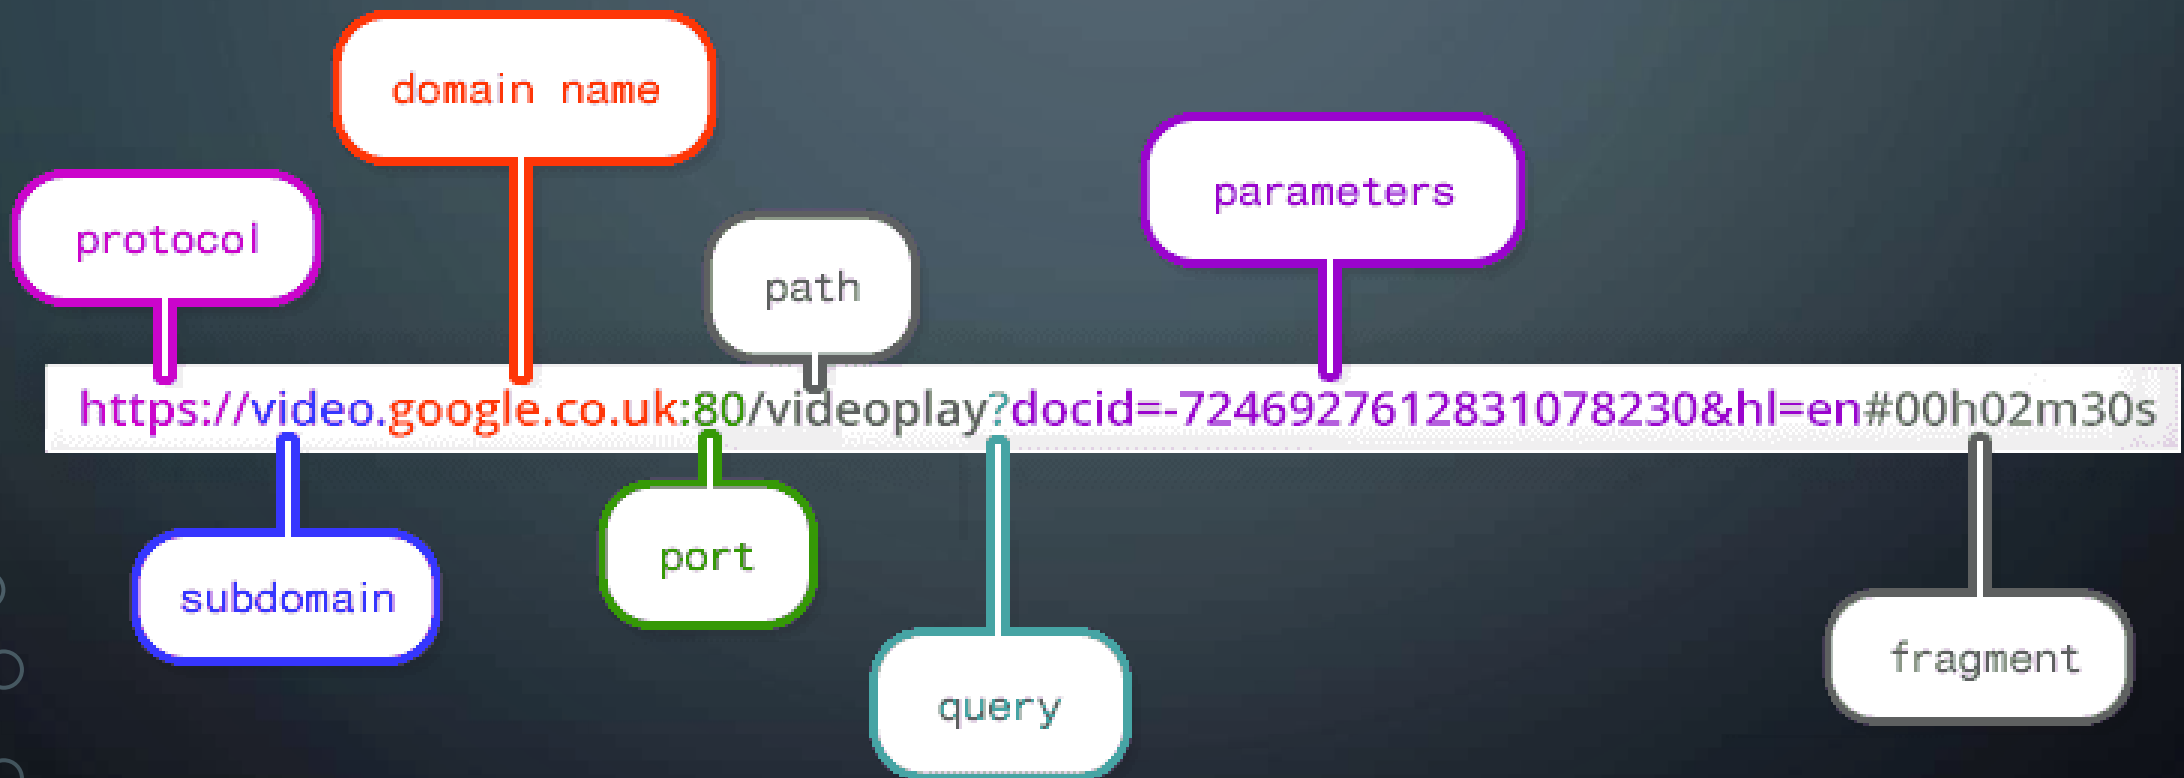 domain name
parameters
protocol
path
https://video.google.co.uk:80/videoplay?docid=-7246927612831078230&hl=en#00h02m30s
port
subdomain
fragment
query